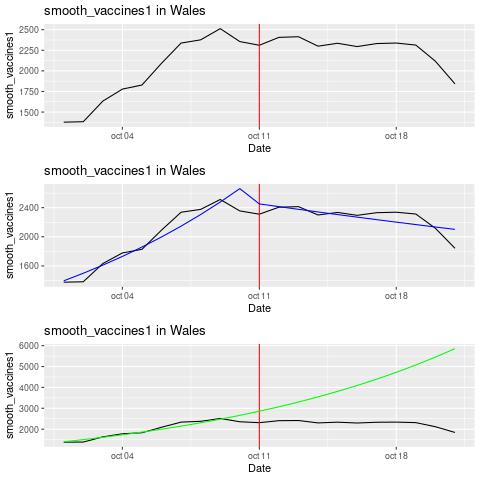 smooth_vaccines1 in Wales
smooth_vaccines1
2500
2250
2000
1750
1500
oct 04
oct 11
oct 18
Date
smooth_vaccines1 in Wales
smooth_vaccines1
2400
2000
1600
oct 04
oct 11
oct 18
Date
smooth_vaccines1 in Wales
smooth_vaccines1
6000
5000
4000
3000
2000
oct 04
oct 11
oct 18
Date